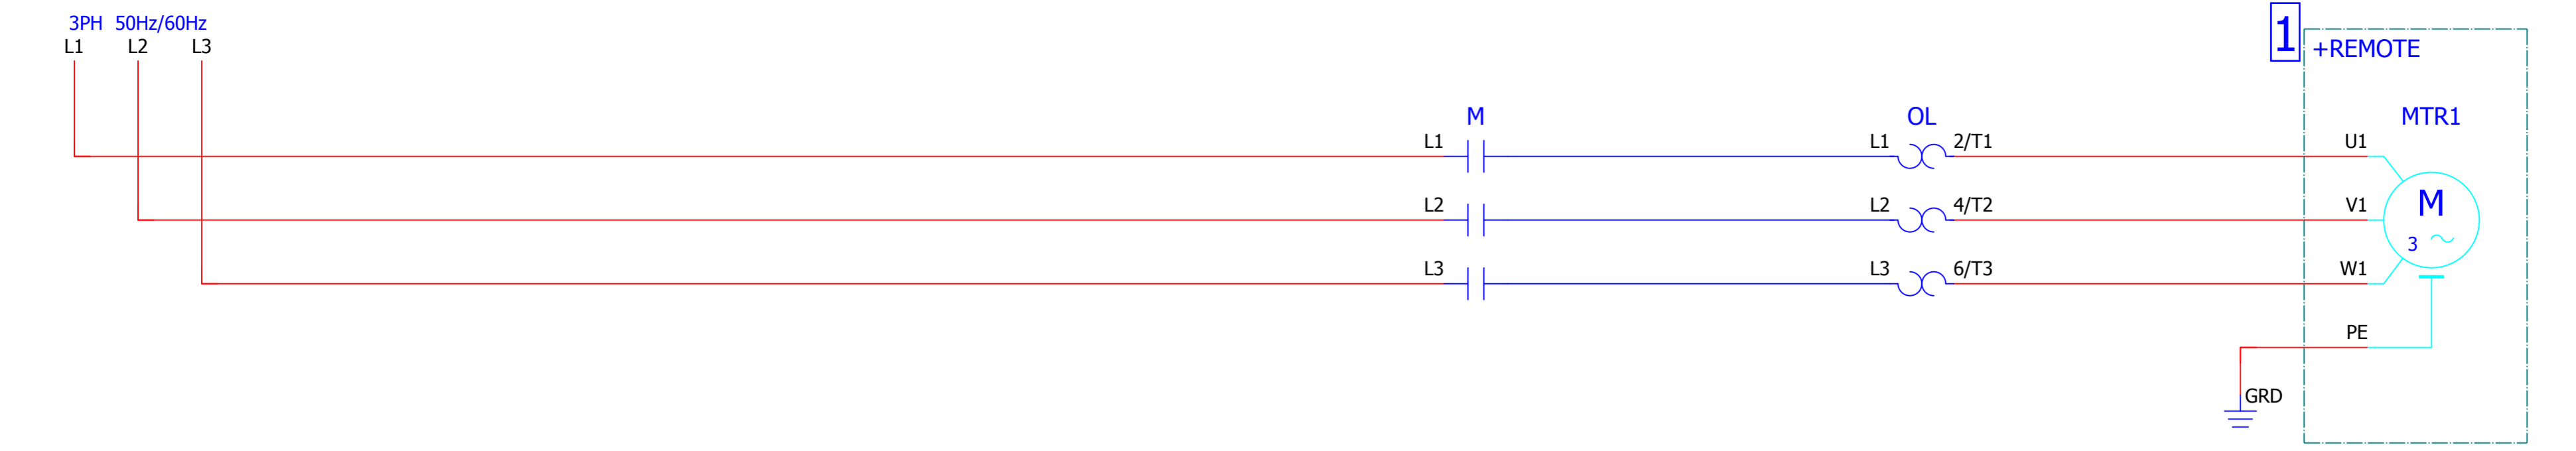 3PH 50Hz/60Hz
L1 L2 L3
1
+REMOTE
M
OL
MTR1
L1 L1 2/T1 U1
L2 L2 4/T2 V1
M
3
L3 L3 6/T3 W1
PE
GRD